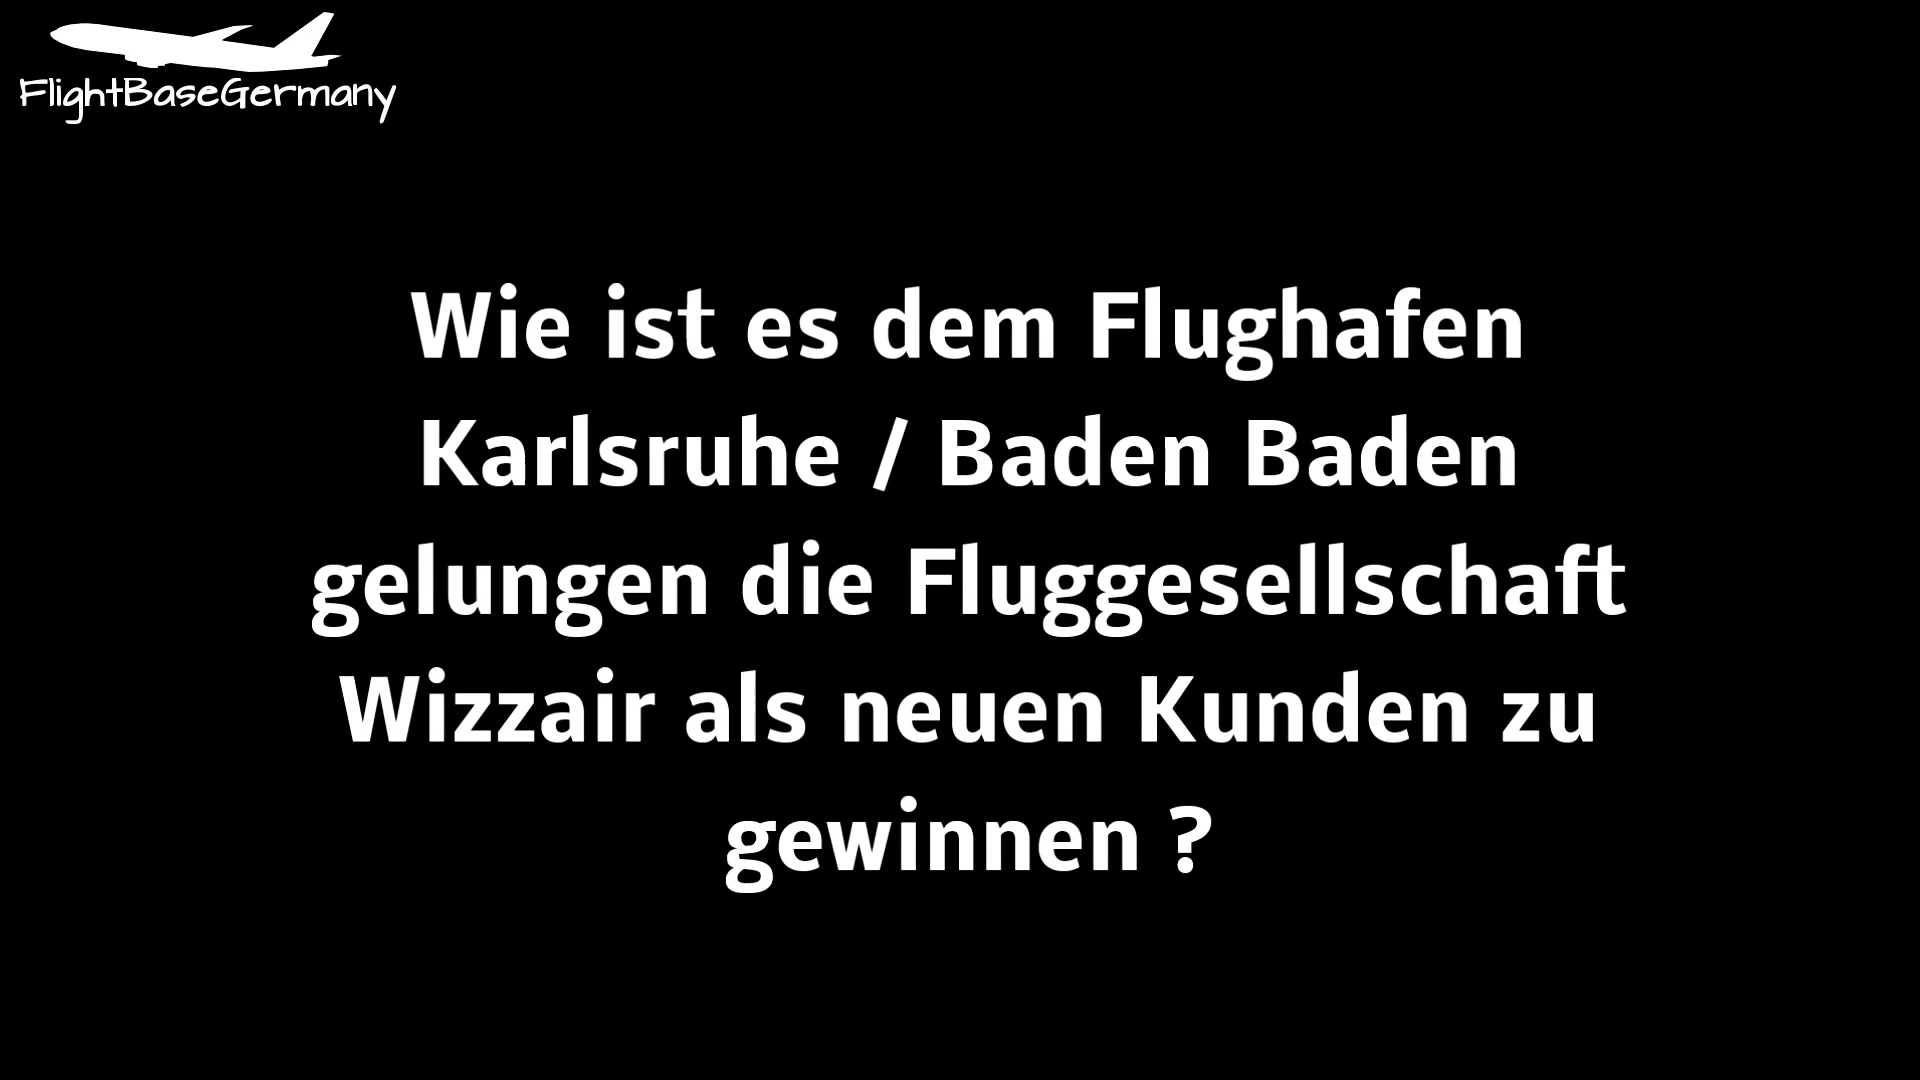 FlightBaseGermany
Wie ist es dem Flughafen
Karlsruhe / Baden Baden
gelungen die Fluggesellschaft
Wizzair als neuen Kunden zu
gewinnen ?